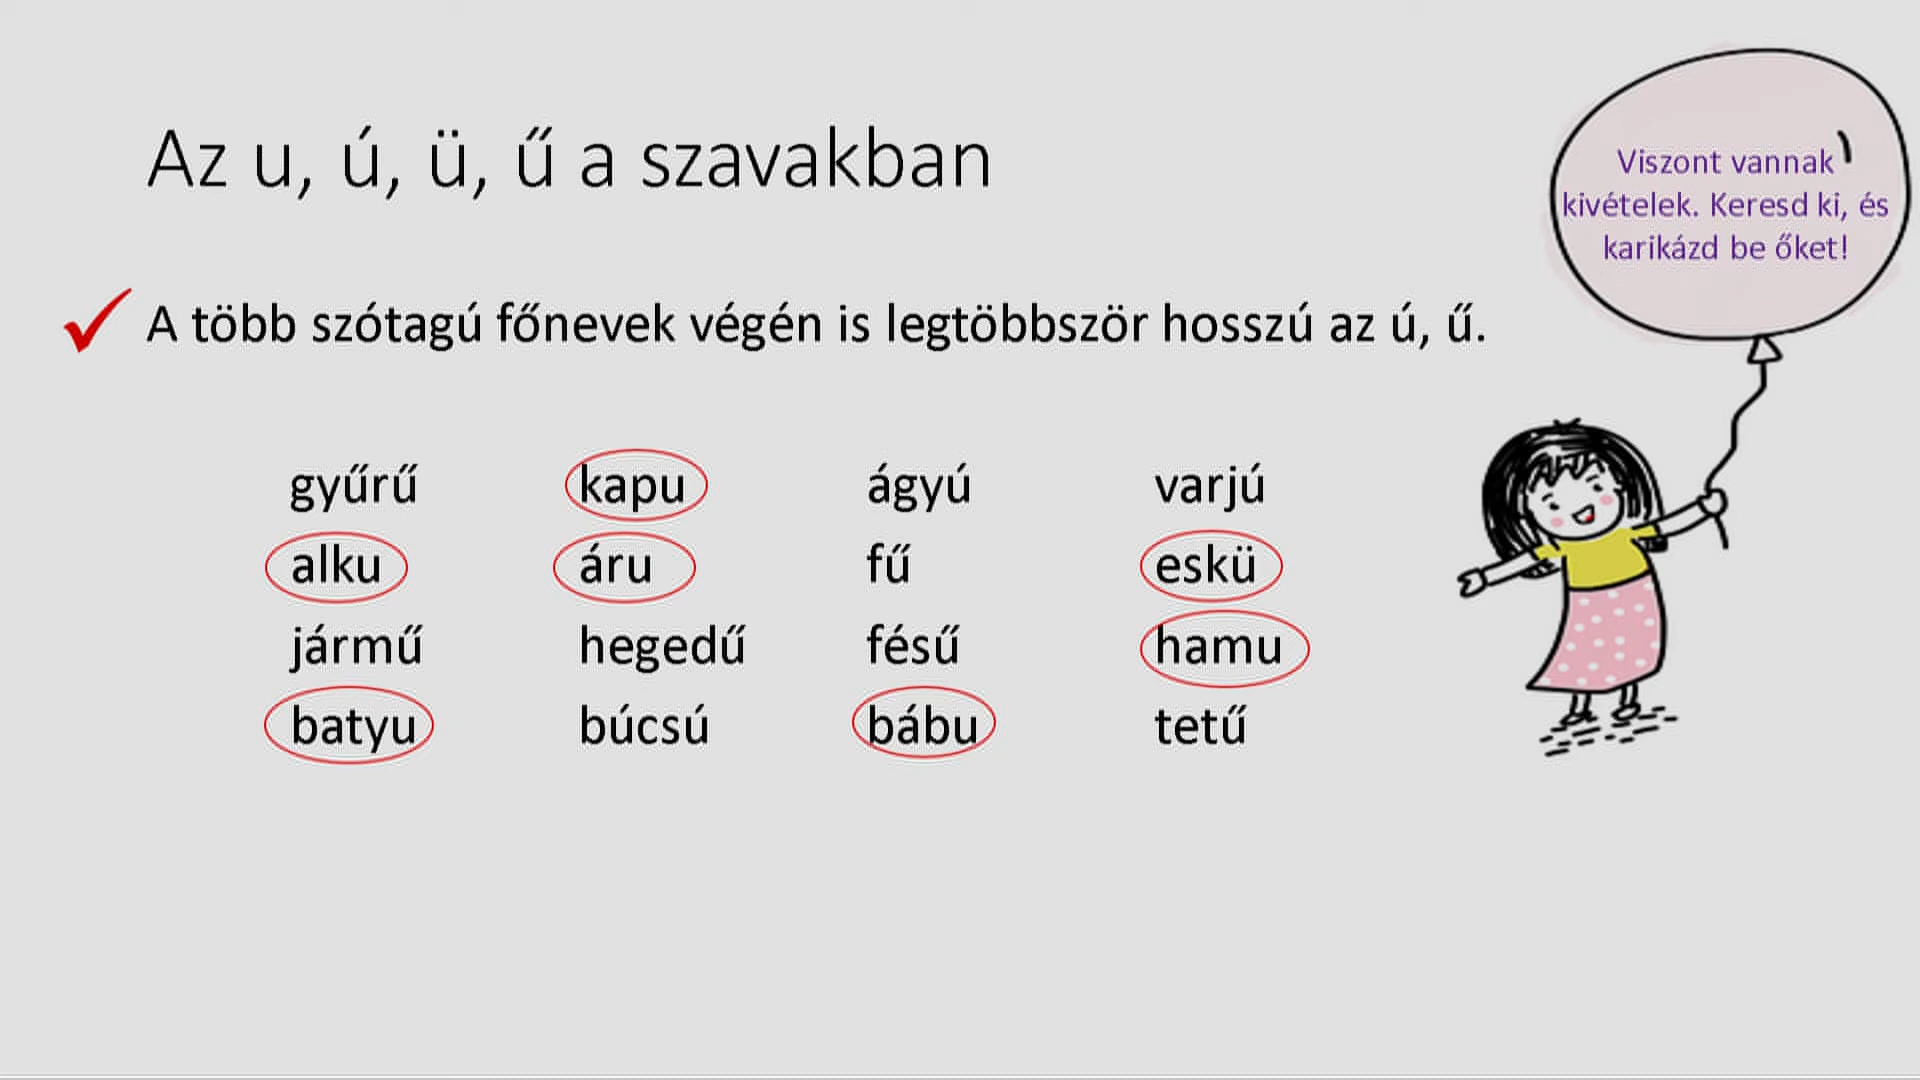 Az u, ú, ü, ű a szavakban
Viszont vannak
kivételek. Keresd ki, és
karikázd be őket!
A több szótagú főnevek végén is legtöbbször hosszú az ú, ű.
gyűrű kapu ágyú varjú
alku áru fű eskü
jármű hegedű fésű hamu
batyu búcsú bábu tetű